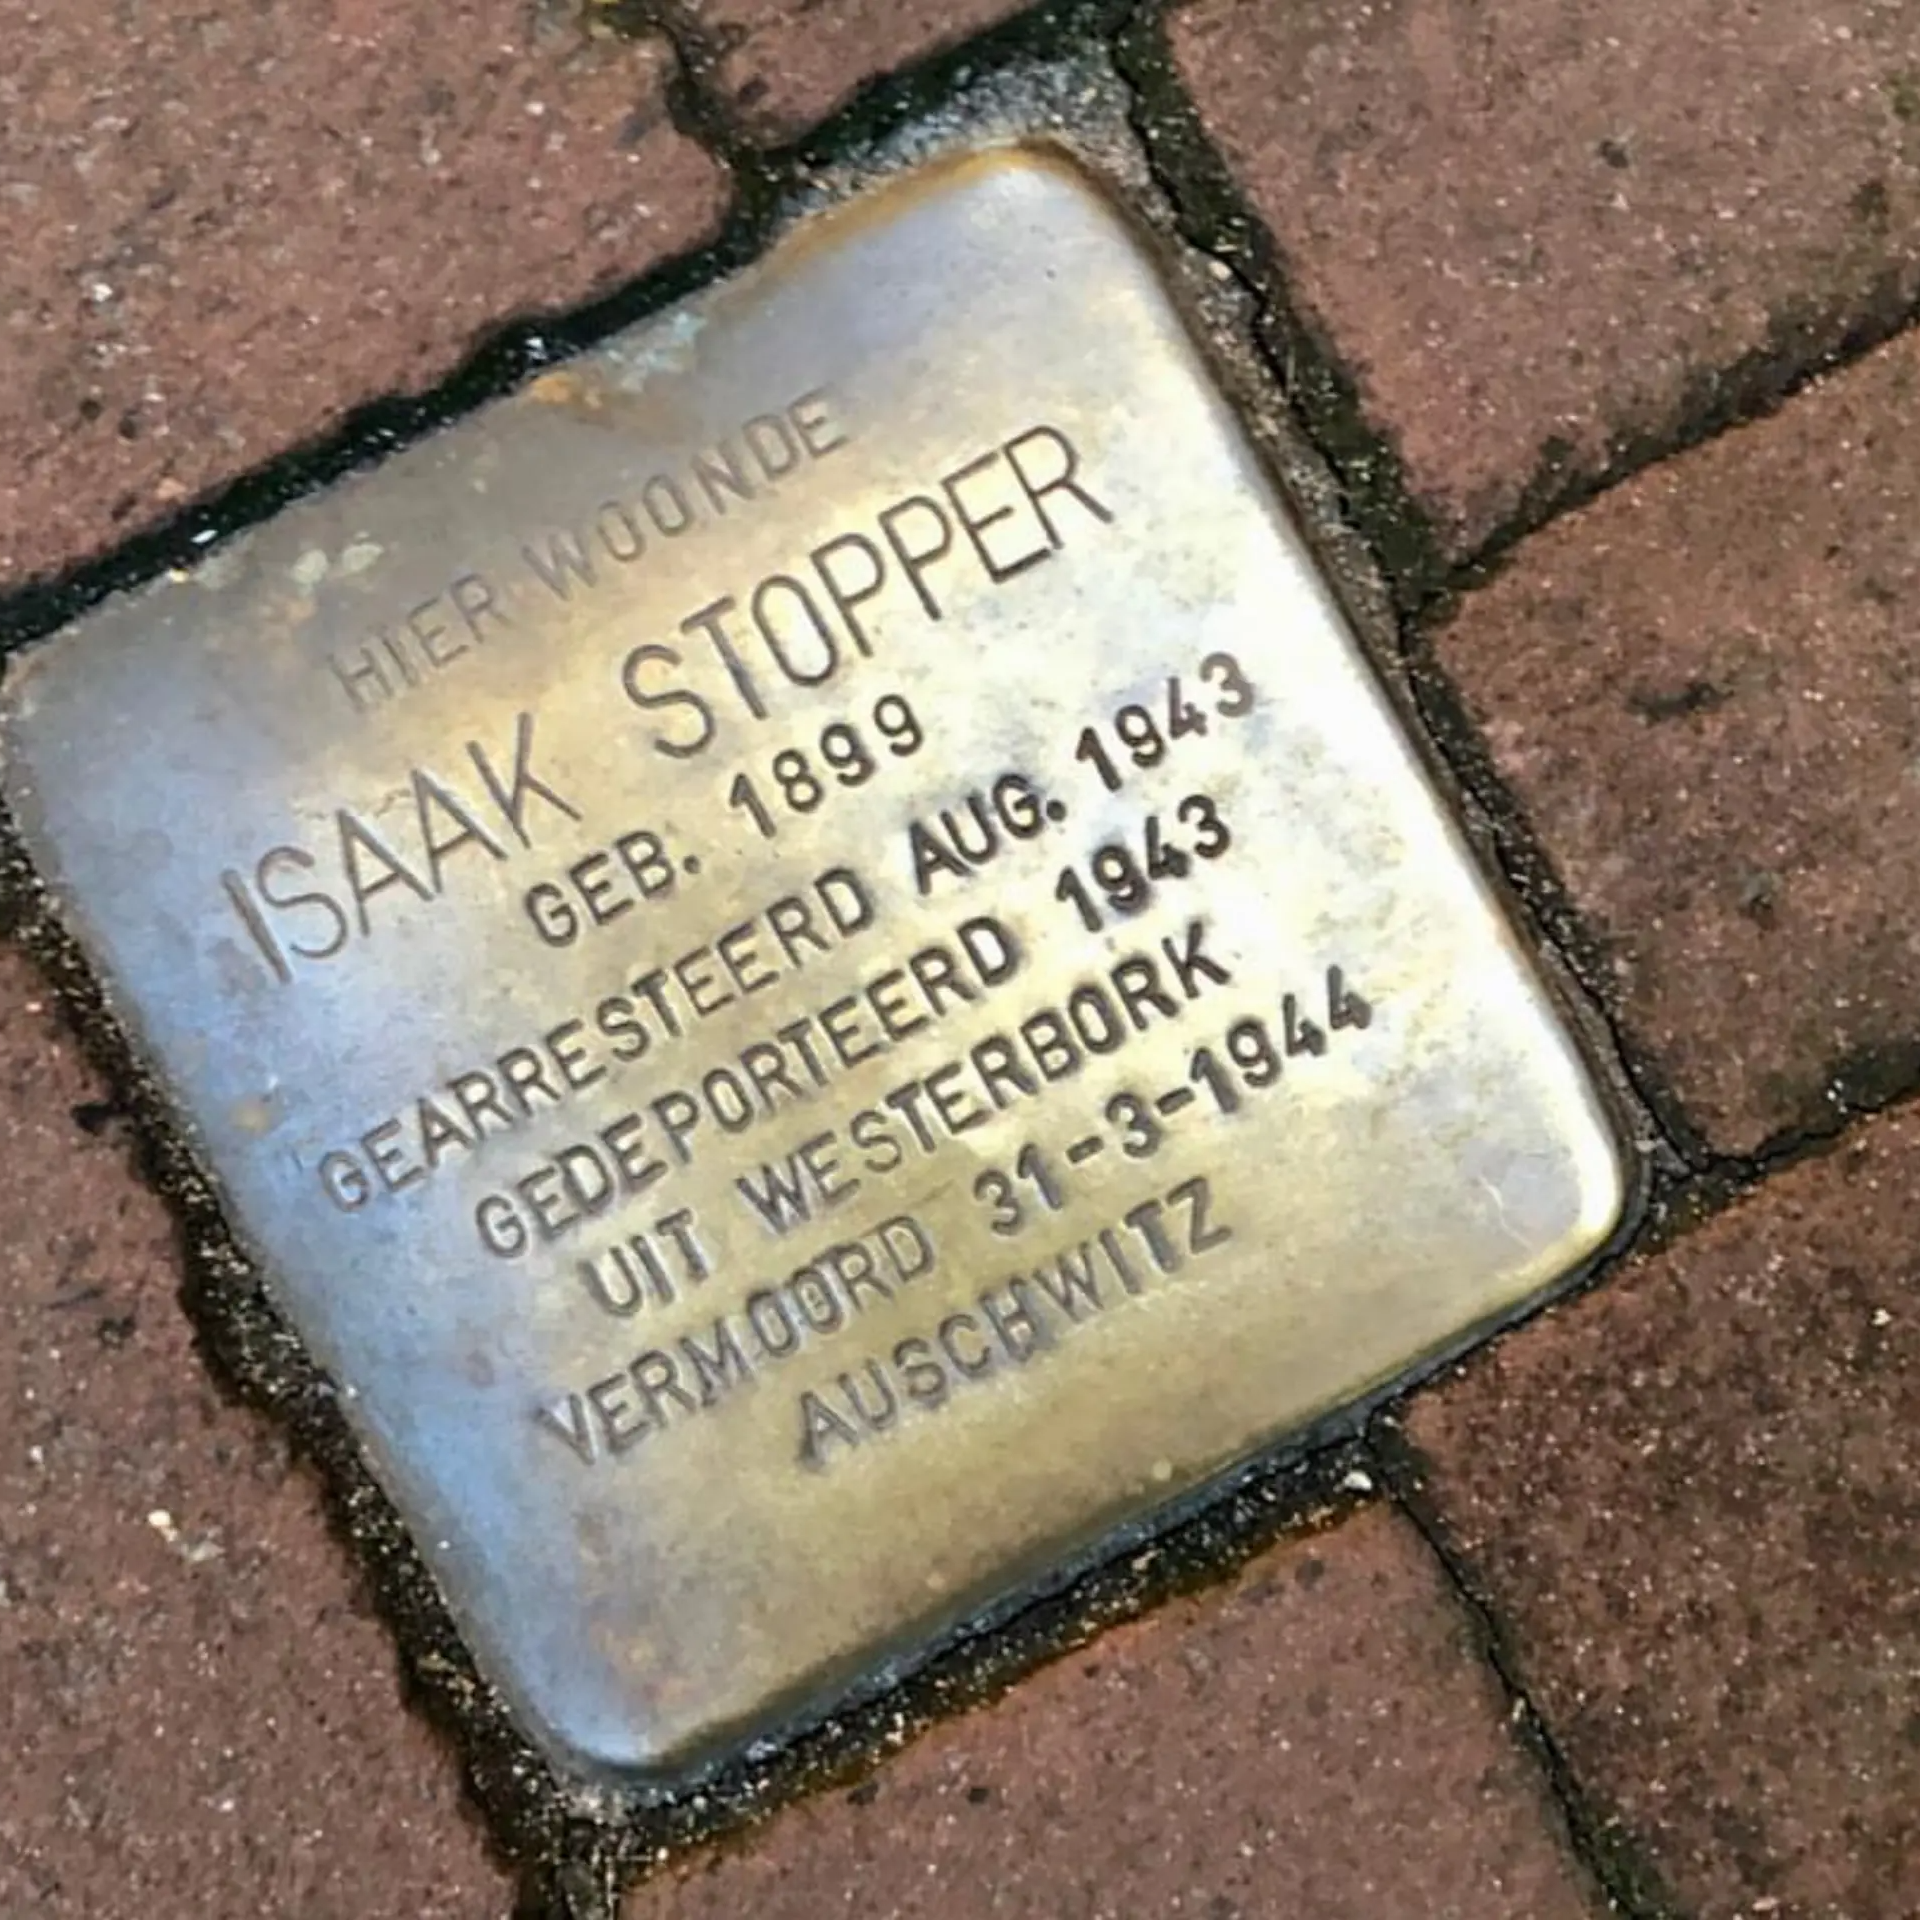 HIER WOONDE
ISAAK STOPPER
GEB. 1899
GEARRESTEERD AUG. 1943
GEDEPORTEERD 1943
UIT WESTERBORK
VERMOORD 31-3-1944
AUSCHWITZ